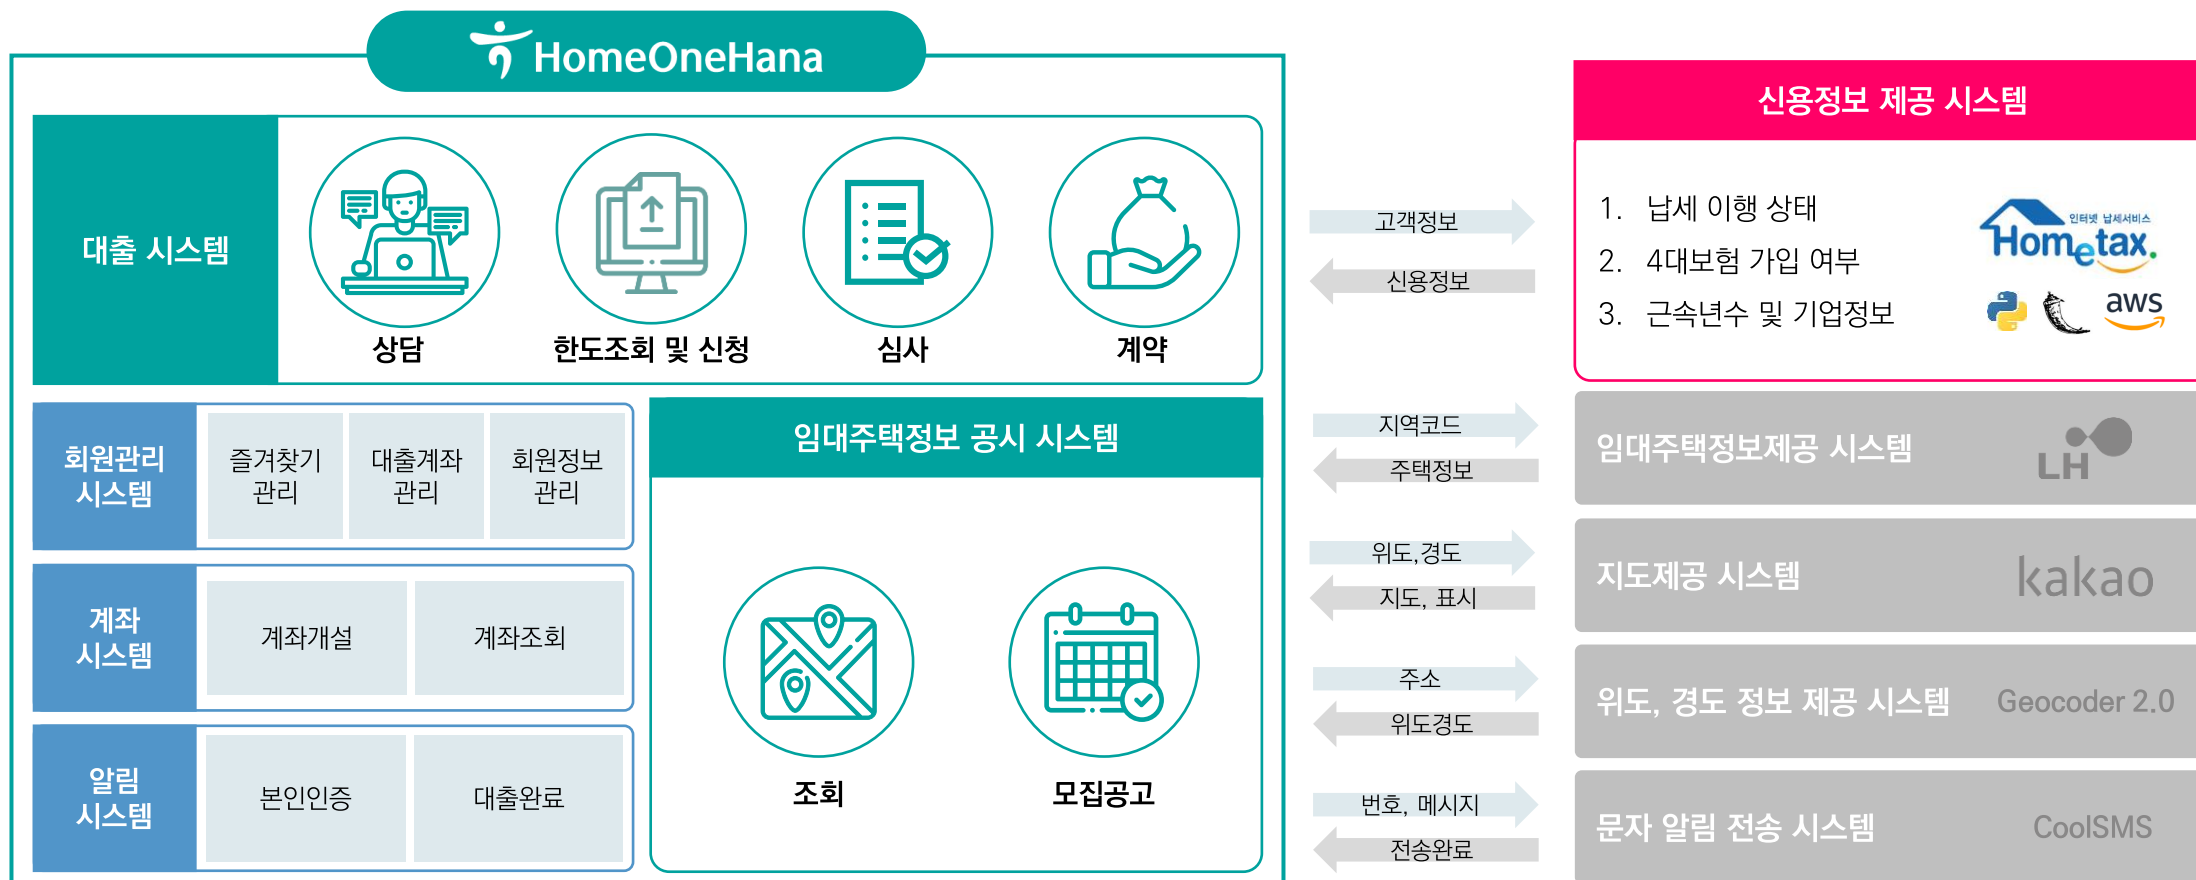 HomeOneHana
대출 시스템
상담
한도조회 및 신청
심사
계약
회원관리
시스템
즐겨찾기
관리
대출계좌
관리
회원정보
관리
계좌
시스템
계좌개설
계좌조회
알림
시스템
본인인증
대출완료
임대주택정보 공시 시스템
조회
모집공고
고객정보
신용정보
지역코드
주택정보
위도,경도
지도, 표시
주소
위도경도
번호, 메시지
전송완료
신용정보 제공 시스템
1. 납세 이행 상태
2. 4대보험 가입 여부
3. 근속년수 및 기업정보
인터넷 납세서비스
Hometax.
aws
임대주택정보제공 시스템
LH
지도제공 시스템
kakao
위도, 경도 정보 제공 시스템
Geocoder 2.0
문자 알림 전송 시스템
CoolSMS